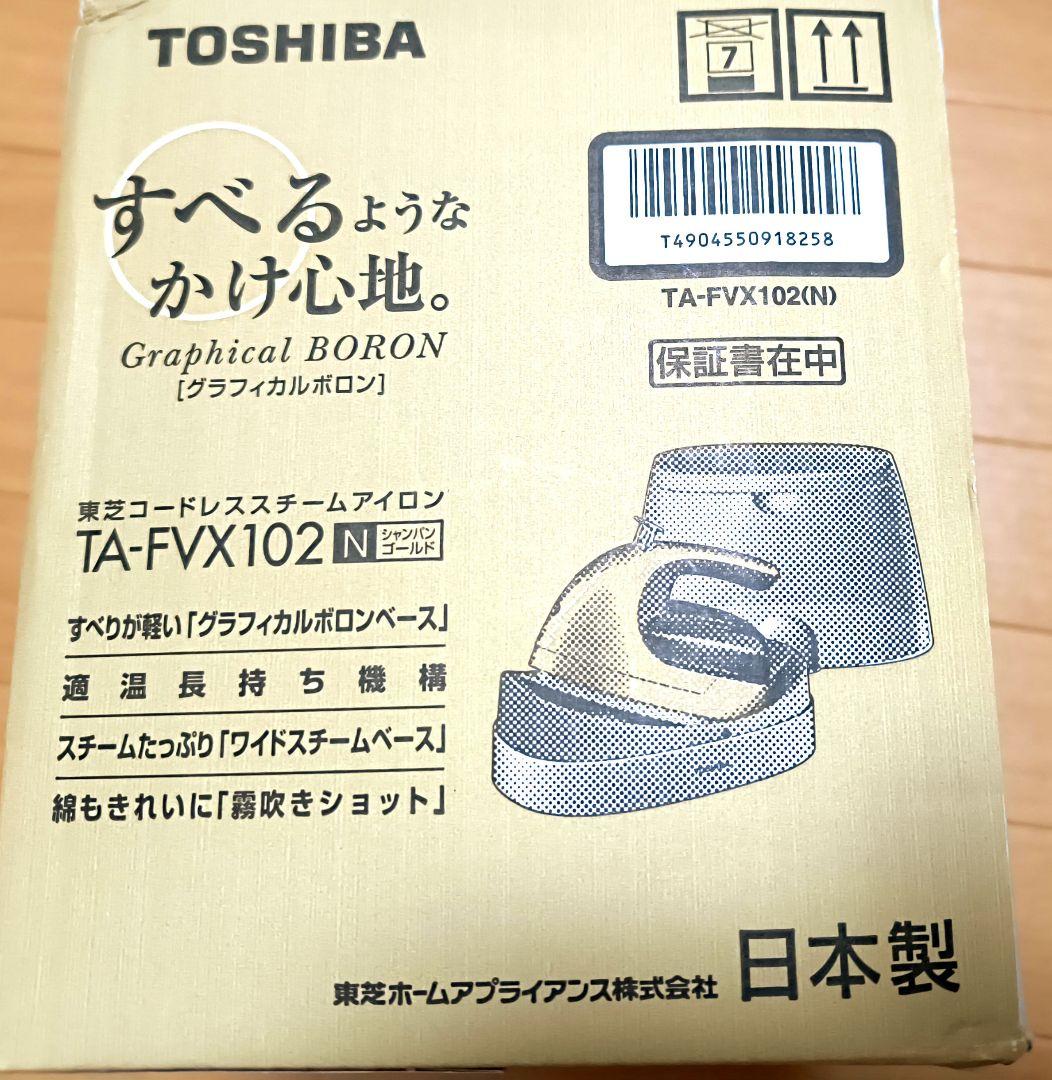 TOSHIBA
7
すべるような
かけ心地。
Graphical BORON
[グラフィカルボロン]
T4904550918258
TA-FVX102(N)
保証書在中
東芝コードレススチームアイロン
TA-FVX102 N シャンパンゴールド
すべりが軽い「グラフィカルボロンベース」
適温長持ち機構
スチームたっぷり「ワイドスチームベース」
綿もきれいに「霧吹きショット」
東芝ホームアプライアンス株式会社 日本製